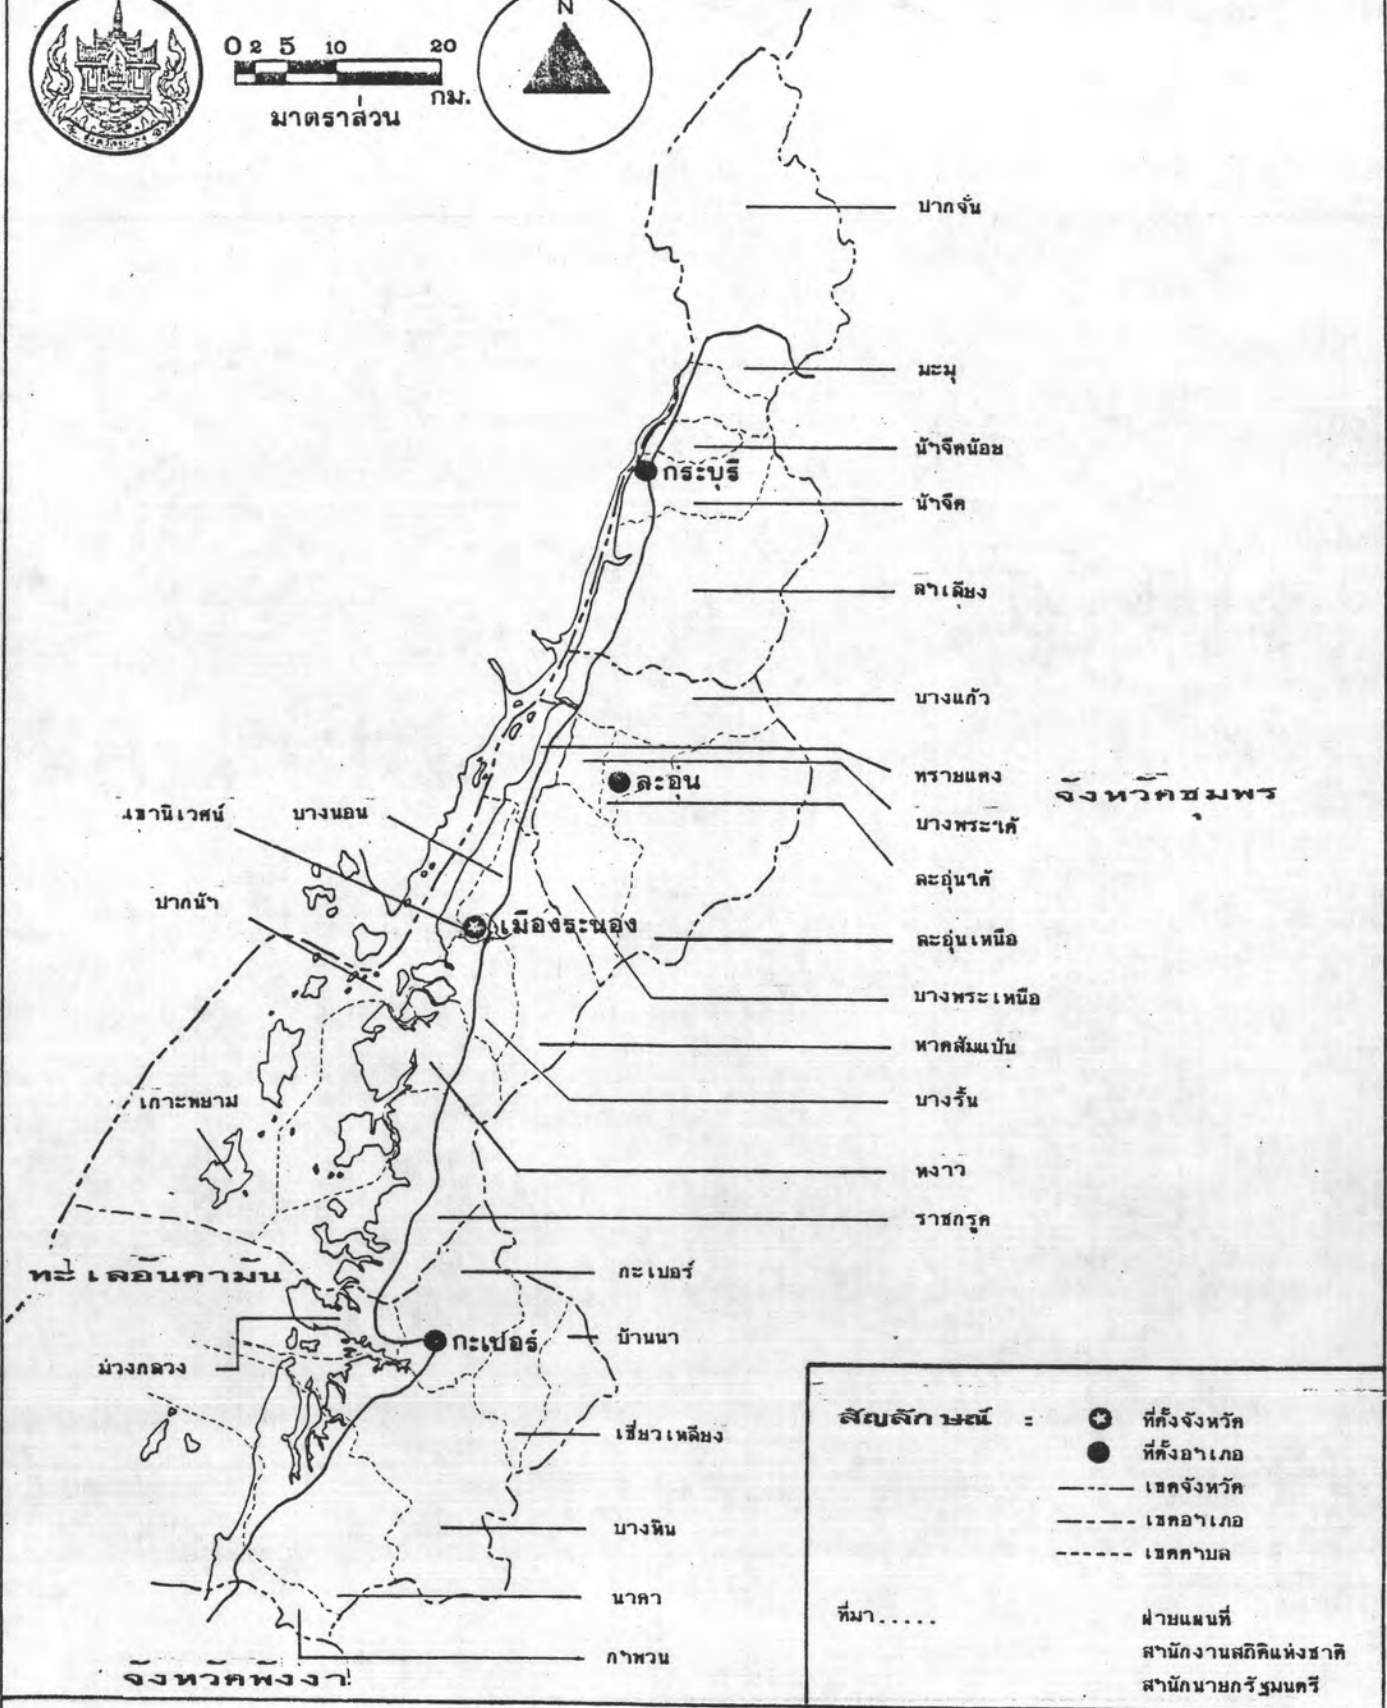 0 2 5 10 20
กม.
มาตราส่วน
N
ปากจั่น
มะมุ
น้ำจืดน้อย
กระบุรี
น้ำจืด
ลำเลียง
บางแก้ว
ทรายแดง
ละอุ่น
จังหวัดชุมพร
เขานิเวศน์
บางนอน
บางพระใต้
ละอุ่นใต้
ปากน้ำ
เมืองระนอง
ละอุ่นเหนือ
บางพระเหนือ
หาดส้มแป้น
เกาะพยาม
บางริ้น
หงาว
ราชกรูด
ทะเลอันดามัน
กะเปอร์
กะเปอร์
บ้านนา
ม่วงกลวง
เชี่ยวเหลียง
บางหิน
นาคา
กำพวน
จังหวัดพังงา
สัญลักษณ์ :
ที่ตั้งจังหวัด
ที่ตั้งอำเภอ
เขตจังหวัด
เขตอำเภอ
เขตตำบล
ที่มา.....
ฝ่ายแผนที่
สำนักงานสถิติแห่งชาติ
สำนักนายกรัฐมนตรี